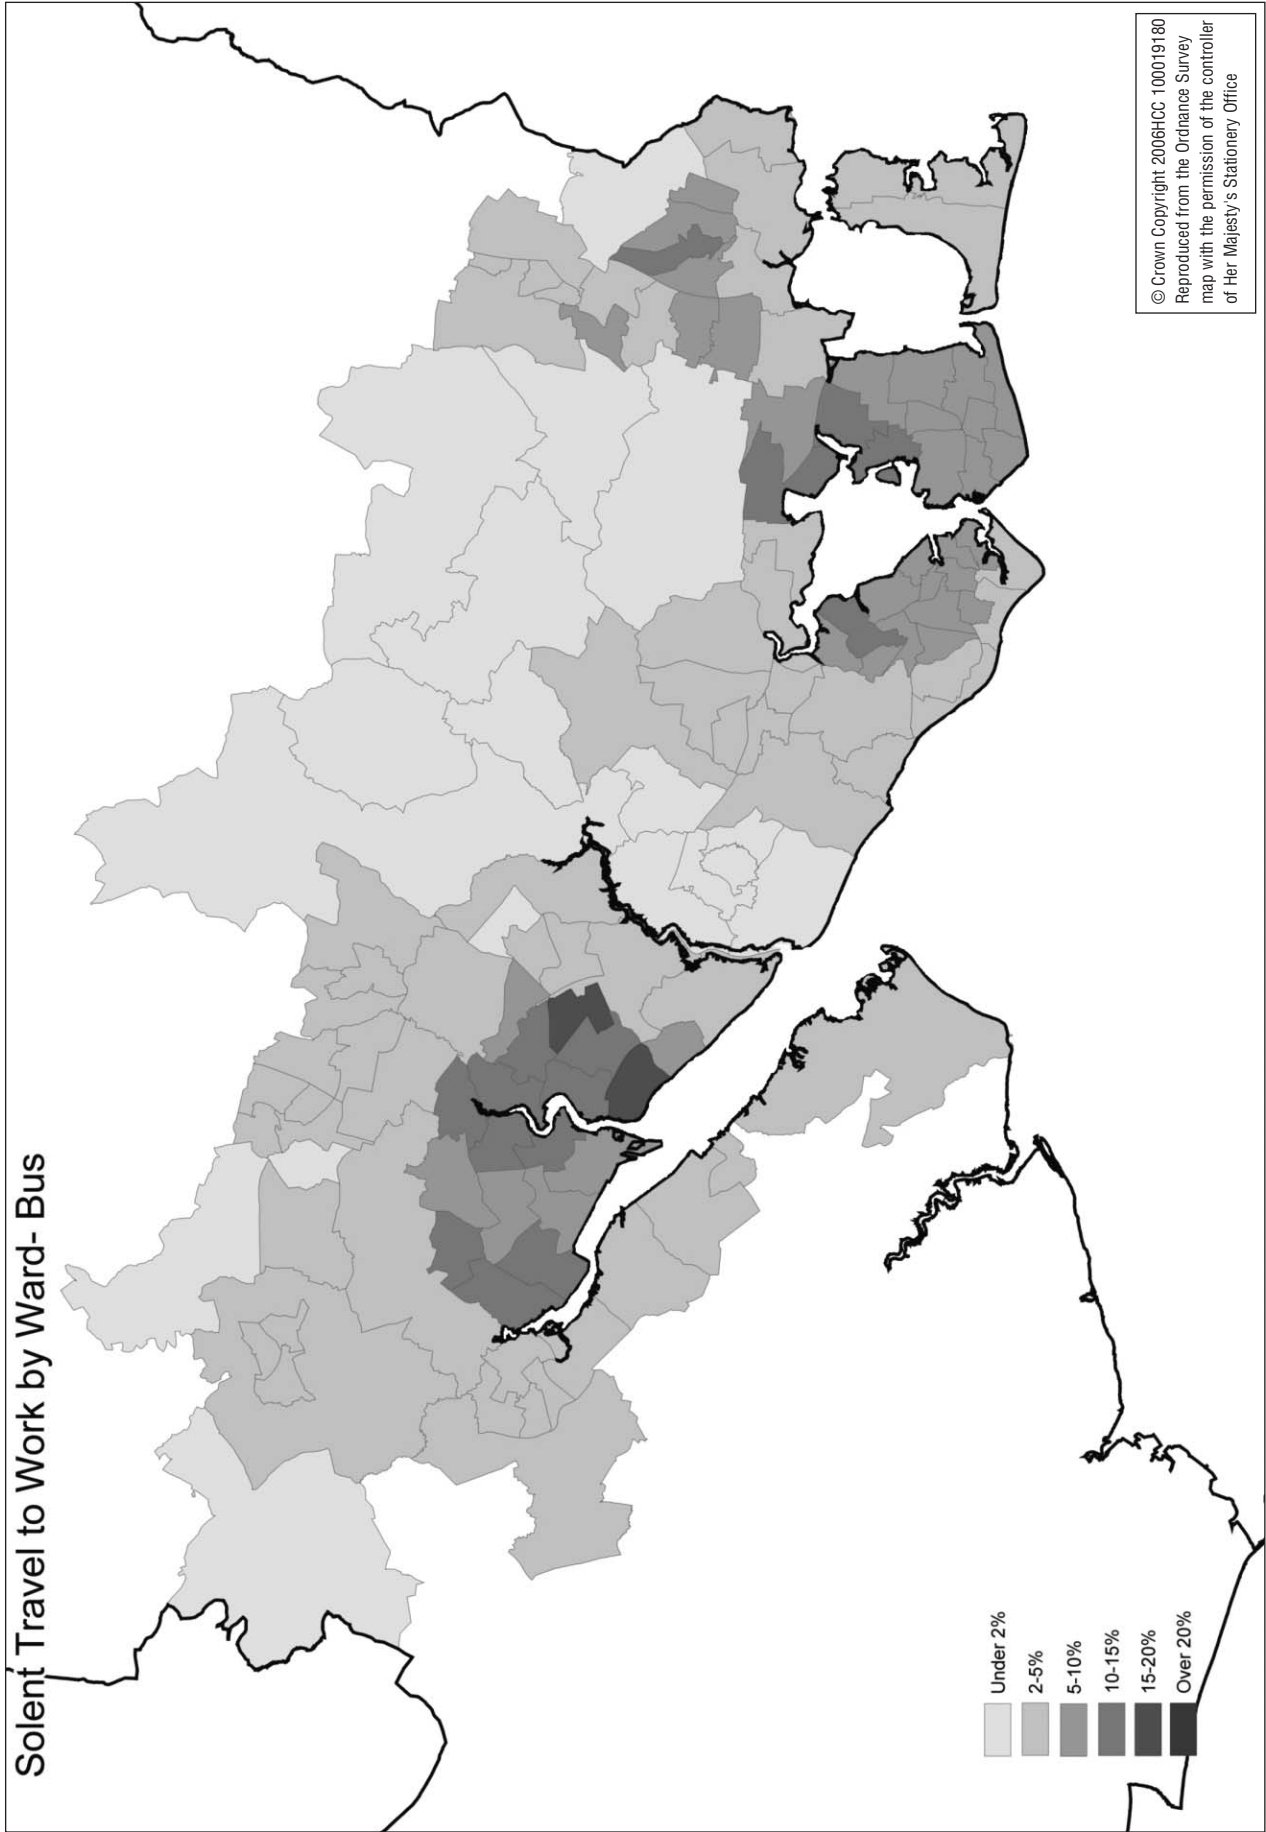 Solent Travel to Work by Ward- Bus
Under 2%
2-5%
5-10%
10-15%
15-20%
Over 20%
© Crown Copyright 2006HCC 100019180
Reproduced from the Ordnance Survey
map with the permission of the controller
of Her Majesty's Stationery Office